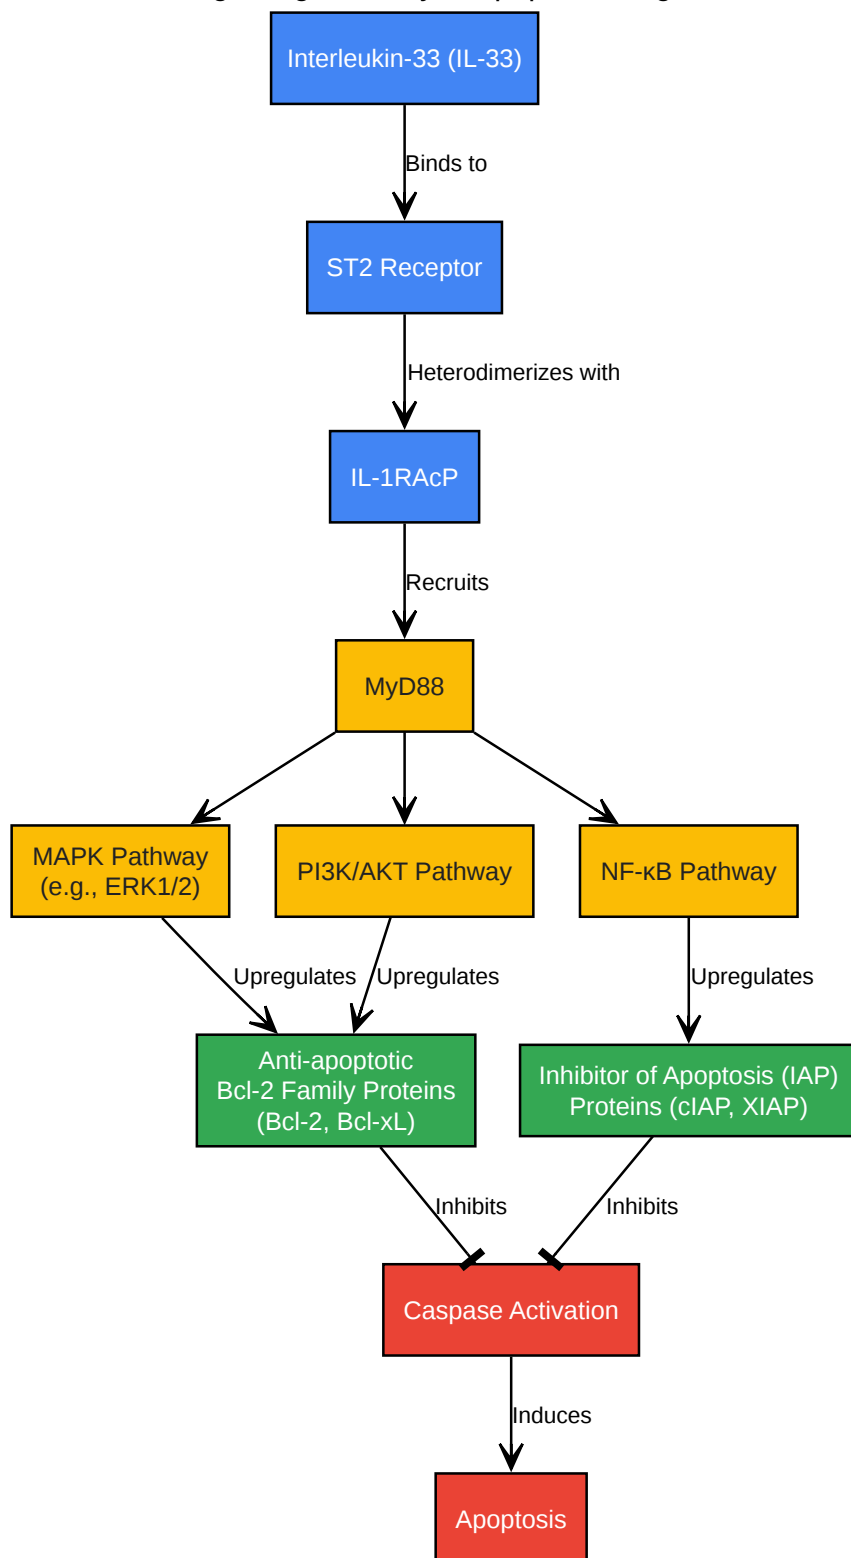 Interleukin-33 (IL-33)
Binds to
ST2 Receptor
Heterodimerizes with
IL-1RAcP
Recruits
MyD88
MAPK Pathway
(e.g., ERK1/2)
PI3K/AKT Pathway
NF-κB Pathway
Upregulates
Upregulates
Upregulates
Anti-apoptotic
Bcl-2 Family Proteins
(Bcl-2, Bcl-xL)
Inhibitor of Apoptosis (IAP)
Proteins (cIAP, XIAP)
Inhibits
Inhibits
Caspase Activation
Induces
Apoptosis